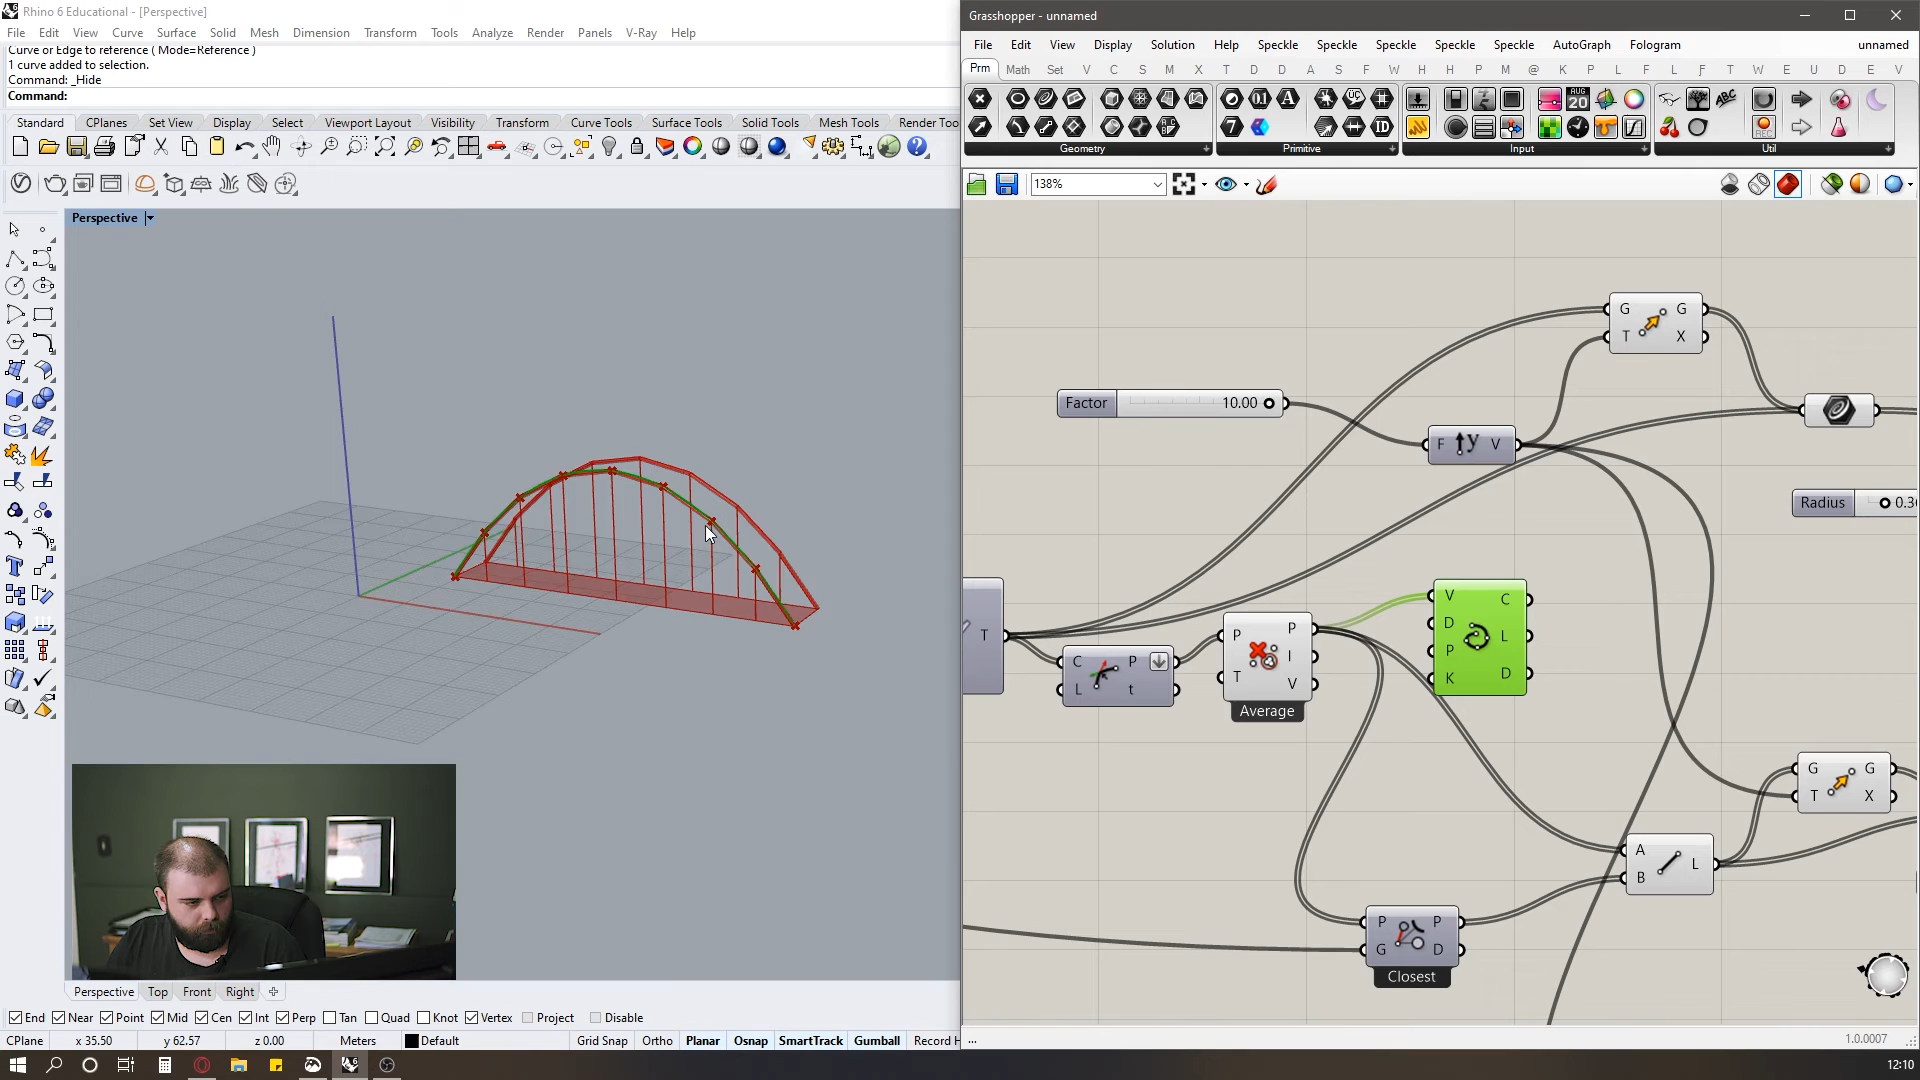 Rhino 6 Educational - [Perspective]
File Edit View Curve Surface Solid Mesh Dimension Transform Tools Analyze Render Panels V-Ray Help
Curve or Edge to reference ( Mode=Reference )
1 curve added to selection.
Command: _Hide
Command:
Standard CPlanes Set View Display Select Viewport Layout Visibility Transform Curve Tools Surface Tools Solid Tools Mesh Tools Render Too
Perspective
Perspective Top Front Right
End Near Point Mid Cen Int Perp Tan Quad Knot Vertex Project Disable
CPlane x 35.50 y 62.57 z 0.00 Meters Default Grid Snap Ortho Planar Osnap SmartTrack Gumball Record H
Grasshopper - unnamed
File Edit View Display Solution Help Speckle Speckle Speckle Speckle Speckle AutoGraph Fologram unnamed
Prm Math Set V C S M X T D D A S F W H H P M @ K P L F L F T W E U D E V
Geometry Primitive Input Util
138%
G G
T X
Factor 10.00
F y V
Radius 0.3
T
C P
L t
P P
T I
V
Average
V C
D L
P D
K
G G
T X
A L
B
P P
G D
Closest
... 1.0.0007
12:10